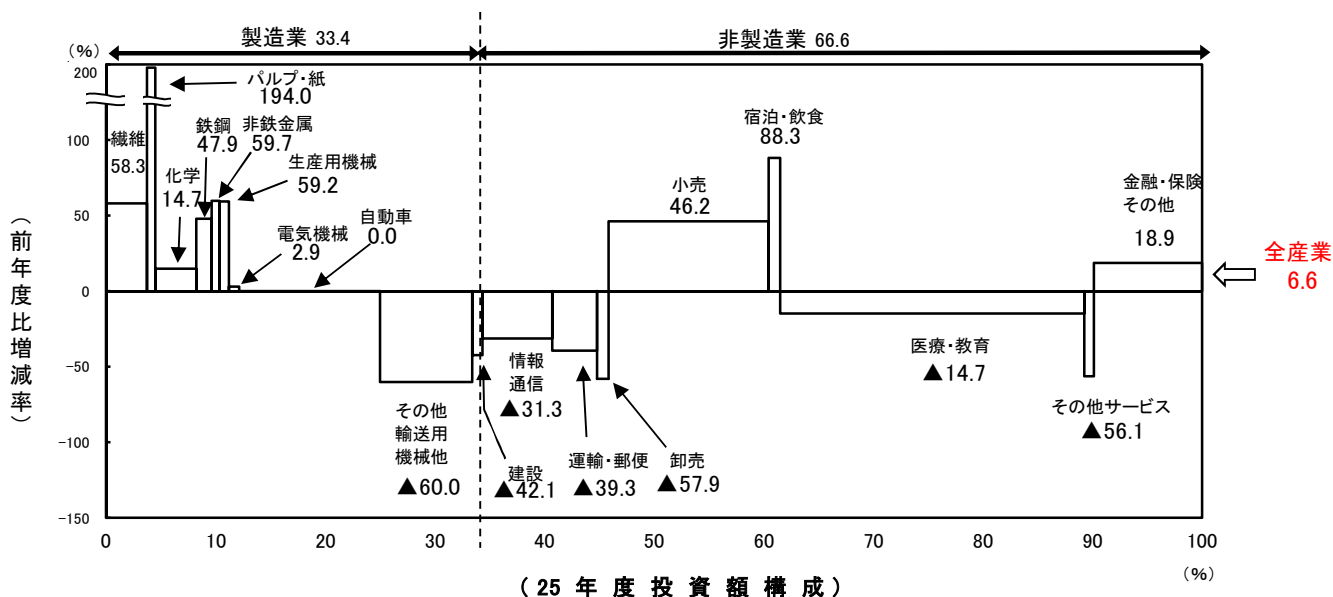 製造業 33.4
非製造業 66.6
(%)
200
100
50
0
-50
-100
-150
(前年度比増減率)
繊維
58.3
パルプ・紙
194.0
化学
14.7
鉄鋼
47.9
非鉄金属
59.7
生産用機械
59.2
電気機械
2.9
自動車
0.0
その他
輸送用
機械他
▲60.0
建設
▲42.1
情報
通信
▲31.3
運輸・郵便
▲39.3
卸売
▲57.9
小売
46.2
宿泊・飲食
88.3
医療・教育
▲14.7
その他サービス
▲56.1
金融・保険
その他
18.9
全産業
6.6
0 10 20 30 40 50 60 70 80 90 100
(%)
(25 年 度 投 資 額 構 成)